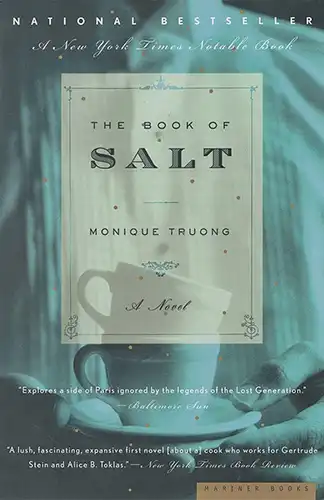 NATIONAL BESTSELLER
A New York Times Notable Book
THE BOOK OF
SALT
MONIQUE TRUONG
A Novel
"Explores a side of Paris ignored by the legends of the Lost Generation."
—Baltimore Sun
"A lush, fascinating, expansive first novel [about a] cook who works for Gertrude
Stein and Alice B. Toklas."—New York Times Book Review
MARINER BOOKS